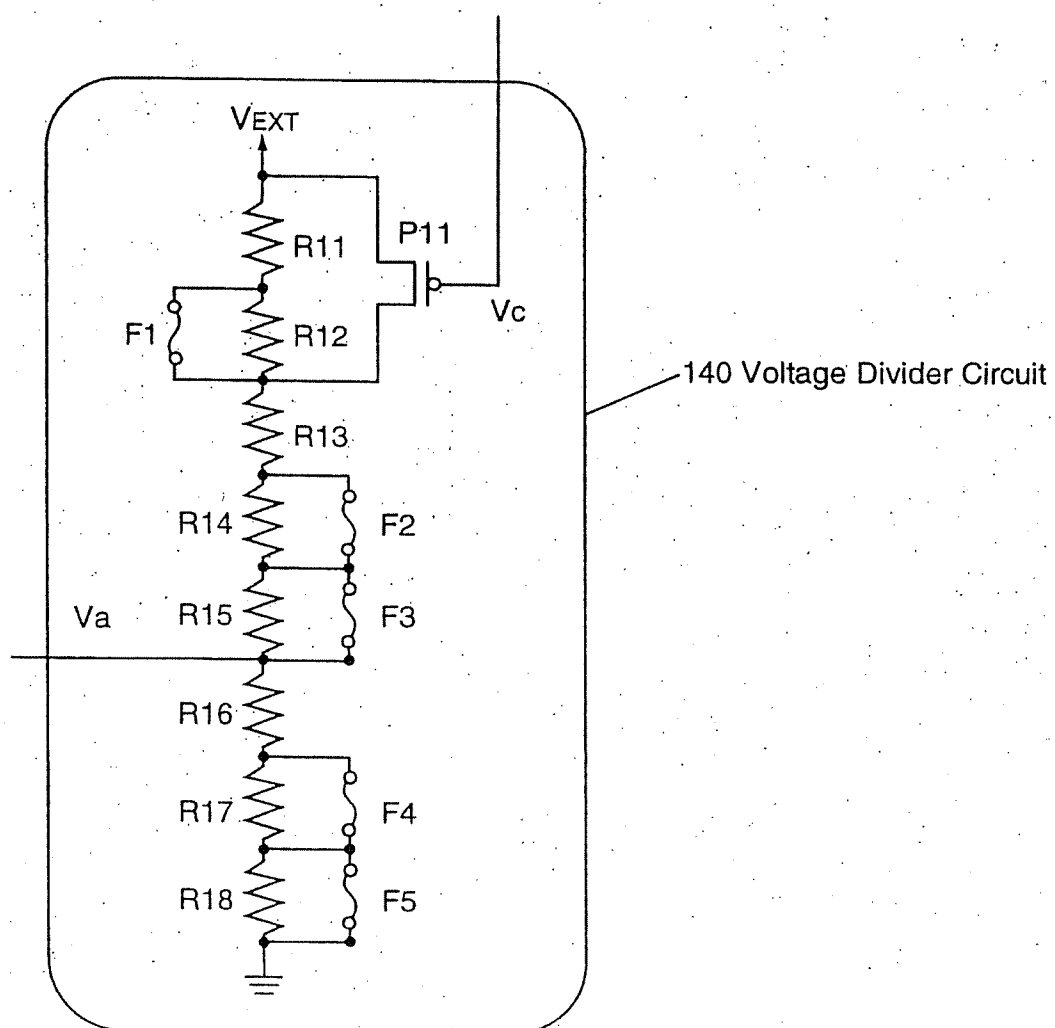 VEXT
R11
P11
F1
R12
Vc
140 Voltage Divider Circuit
R13
R14
F2
Va
R15
F3
R16
R17
F4
R18
F5